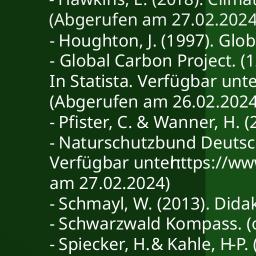 - Hawkins, E. (2018). Climat
(Abgerufen am 27.02.2024
- Houghton, J. (1997). Glob
- Global Carbon Project. (1
In Statista. Verfügbar unte
(Abgerufen am 26.02.2024
- Pfister, C. & Wanner, H. (2
- Naturschutzbund Deutsc
Verfügbar unterhttps://ww
am 27.02.2024)
- Schmayl, W. (2013). Didak
- Schwarzwald Kompass. (
- Spiecker, H.& Kahle, H-P. (